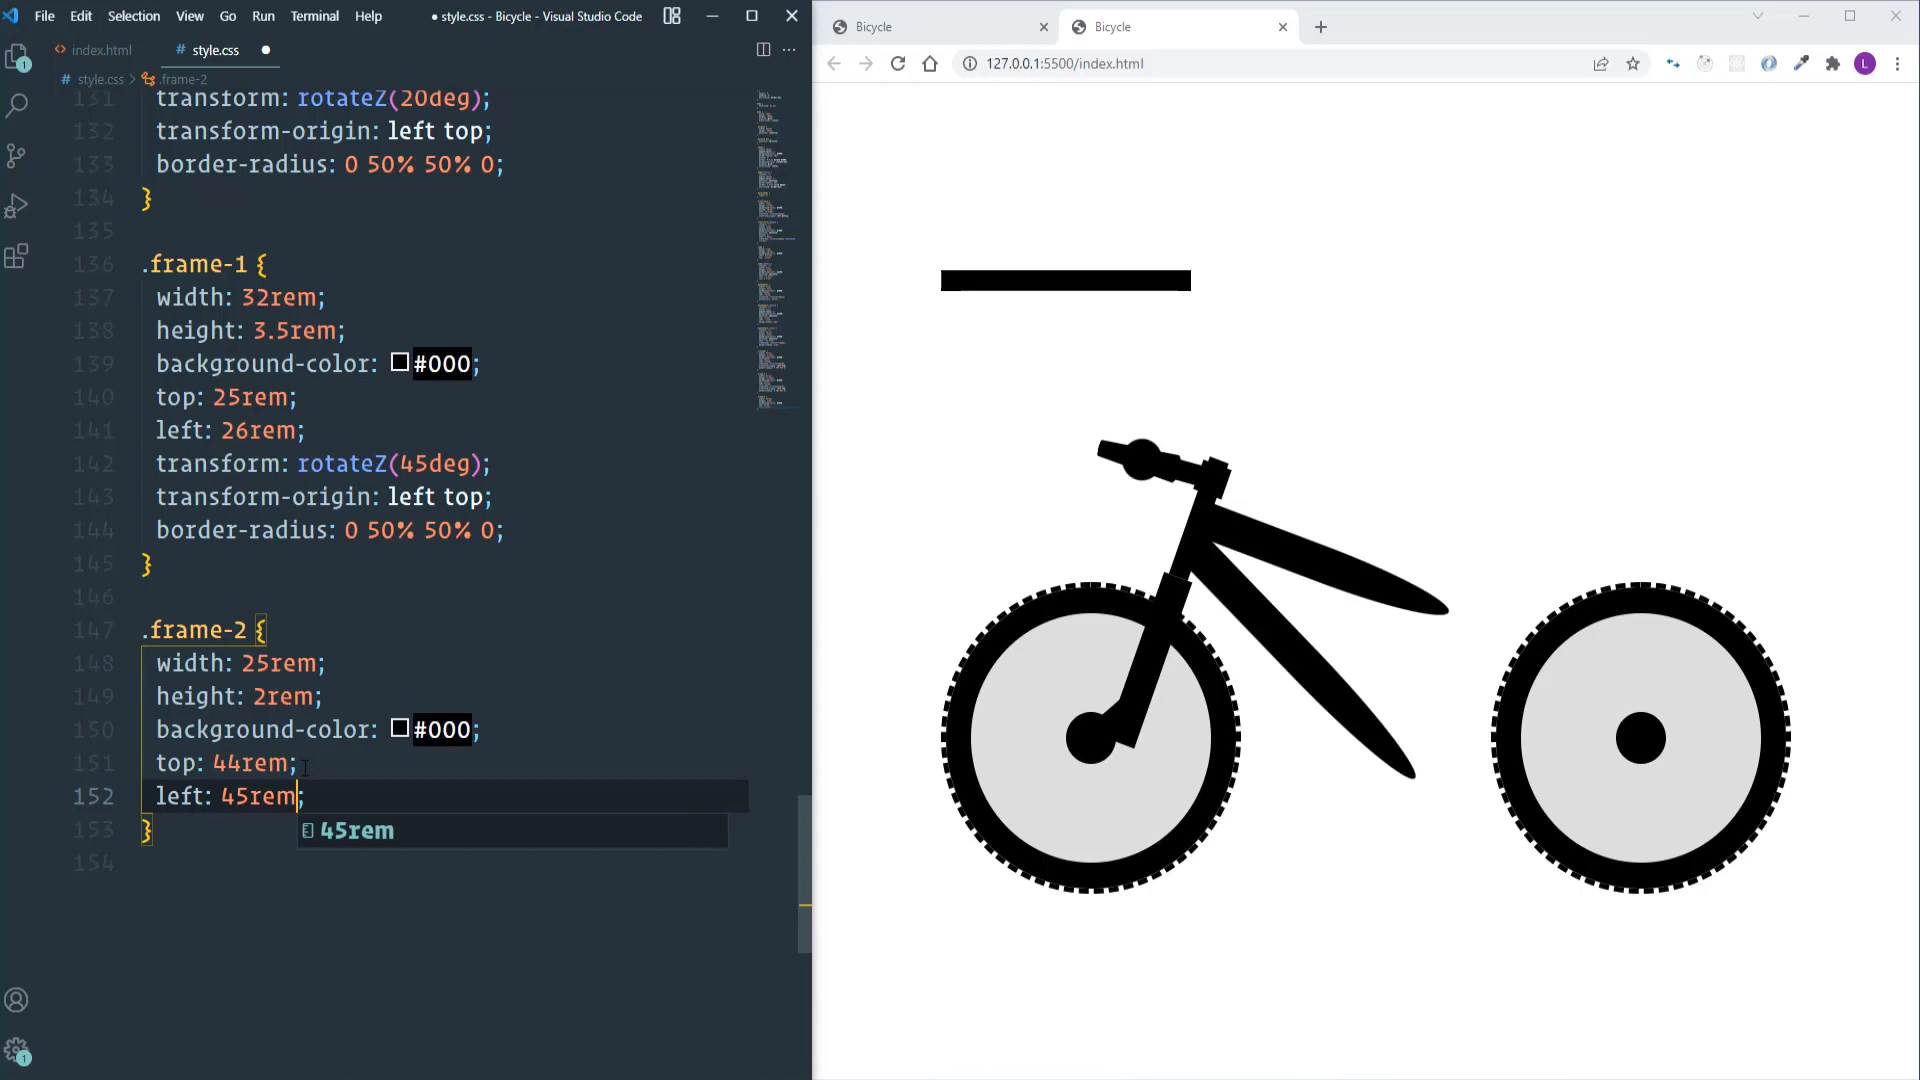 File Edit Selection View Go Run Terminal Help
● style.css - Bicycle - Visual Studio Code
index.html
# style.css
# style.css > .frame-2
131 transform: rotateZ(20deg);
132 transform-origin: left top;
133 border-radius: 0 50% 50% 0;
134 }
135
136 .frame-1 {
137 width: 32rem;
138 height: 3.5rem;
139 background-color: #000;
140 top: 25rem;
141 left: 26rem;
142 transform: rotateZ(45deg);
143 transform-origin: left top;
144 border-radius: 0 50% 50% 0;
145 }
146
147 .frame-2 {
148 width: 25rem;
149 height: 2rem;
150 background-color: #000;
151 top: 44rem;
152 left: 45rem;
153 }
45rem
154
1
1
Bicycle
Bicycle
127.0.0.1:5500/index.html
L